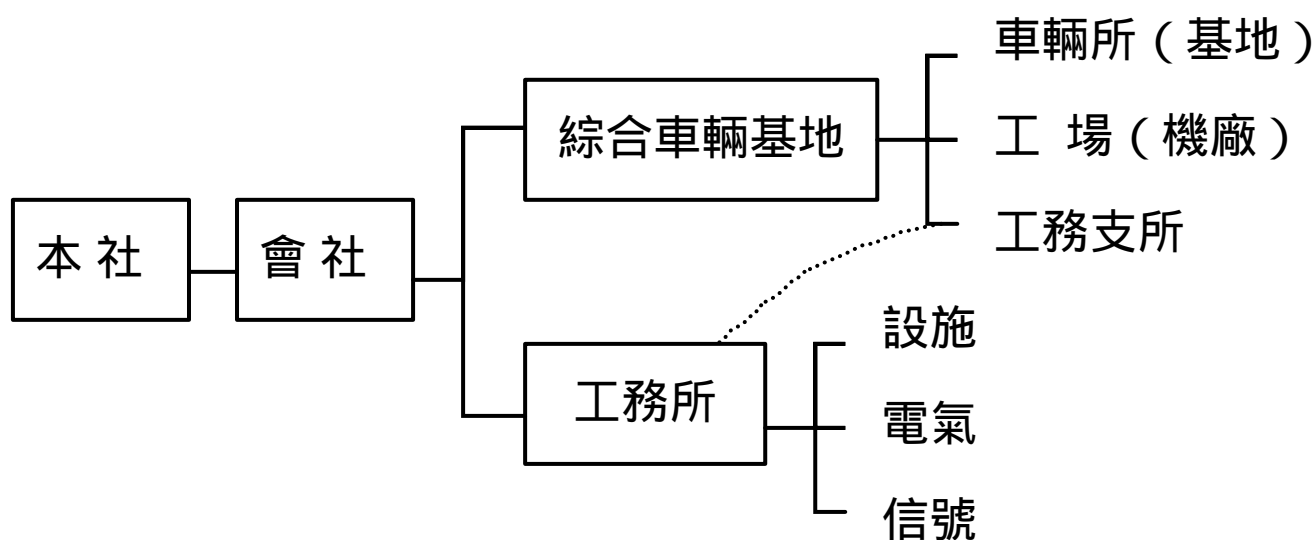 車輛所（基地）
綜合車輛基地
工 場（機廠）
本 社
會 社
工務支所
設施
工務所
電氣
信號